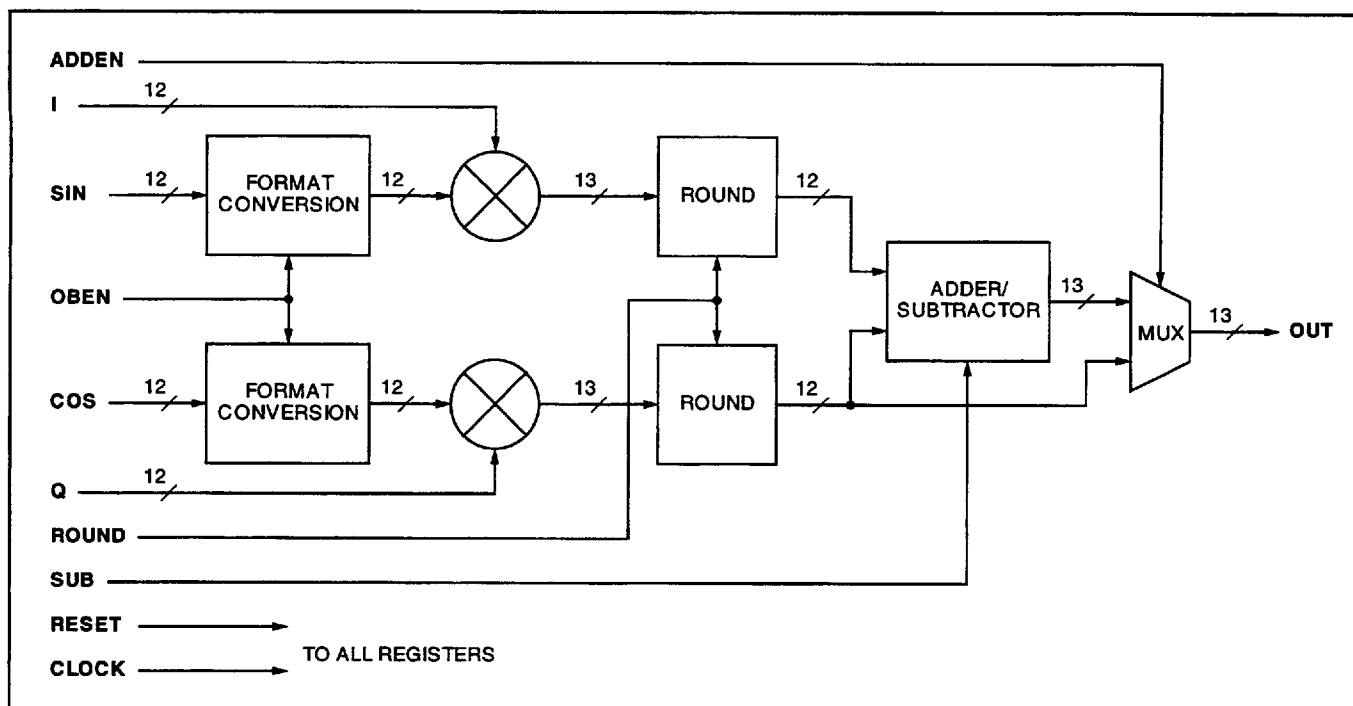 ADDEN
12
I
12
SIN
FORMAT
CONVERSION
12
13
ROUND
12
OBEN
ADDER/
SUBTRACTOR
13
MUX
13
OUT
12
COS
FORMAT
CONVERSION
12
13
ROUND
12
12
Q
ROUND
SUB
RESET
TO ALL REGISTERS
CLOCK